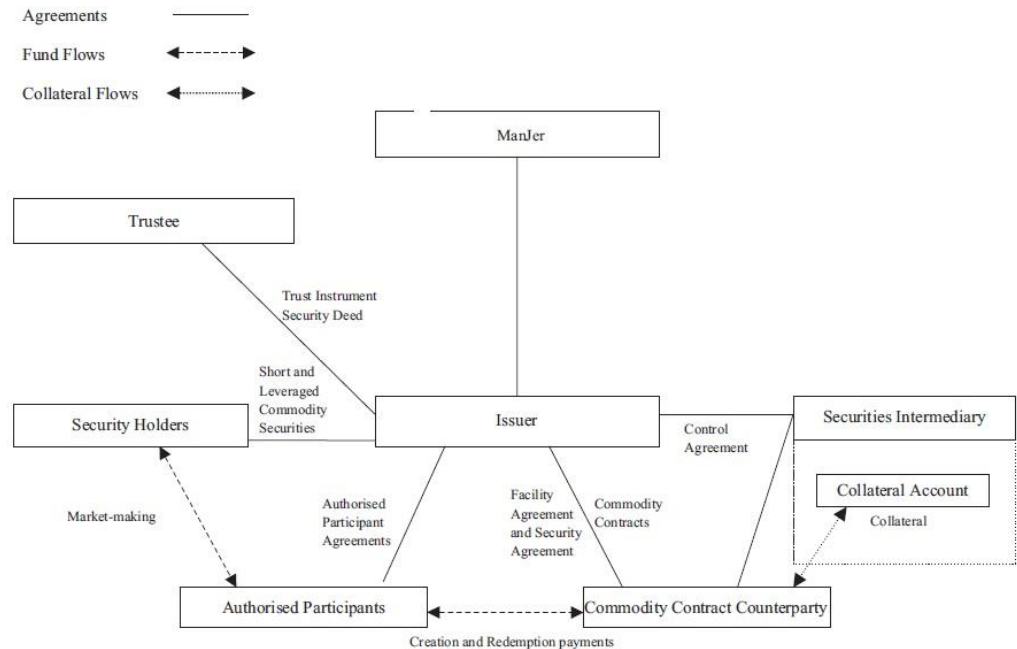 Agreements
Fund Flows
Collateral Flows
ManJer
Trustee
Trust Instrument
Security Deed
Short and
Leveraged
Commodity
Securities
Security Holders
Issuer
Securities Intermediary
Control
Agreement
Collateral Account
Collateral
Market-making
Authorised
Participant
Agreements
Facility
Agreement
and Security
Agreement
Commodity
Contracts
Authorised Participants
Commodity Contract Counterparty
Creation and Redemption payments